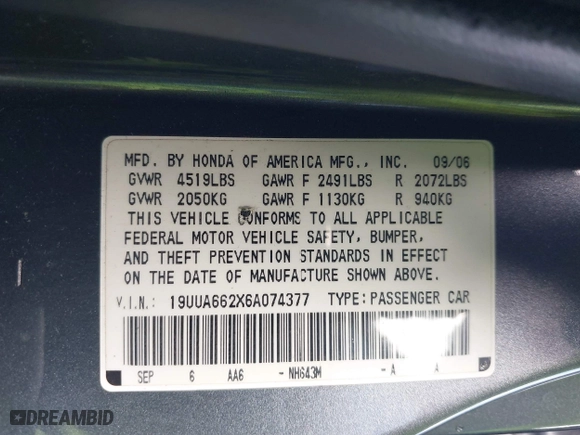 MFD. BY HONDA OF AMERICA MFG., INC. 09/06
GVWR 4519LBS GAWR F 2491LBS R 2072LBS
GVWR 2050KG GAWR F 1130KG R 940KG
THIS VEHICLE CONFORMS TO ALL APPLICABLE
FEDERAL MOTOR VEHICLE SAFETY, BUMPER,
AND THEFT PREVENTION STANDARDS IN EFFECT
ON THE DATE OF MANUFACTURE SHOWN ABOVE.
V.I.N.: 19UUA662X6A074377 TYPE: PASSENGER CAR
SEP 6 AA6 -NH643M -A A
DREAMBID